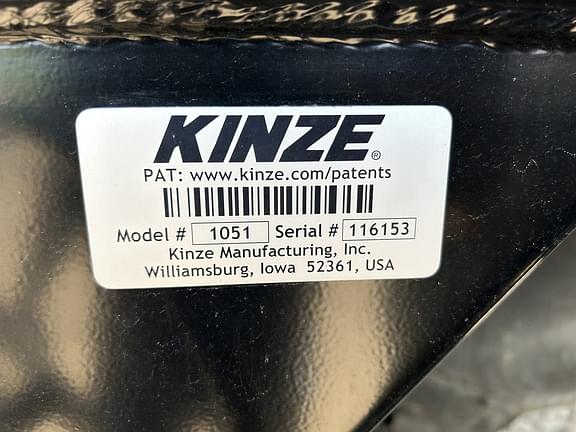 KINZE®
PAT: www.kinze.com/patents
Model # 1051 Serial # 116153
Kinze Manufacturing, Inc.
Williamsburg, Iowa 52361, USA